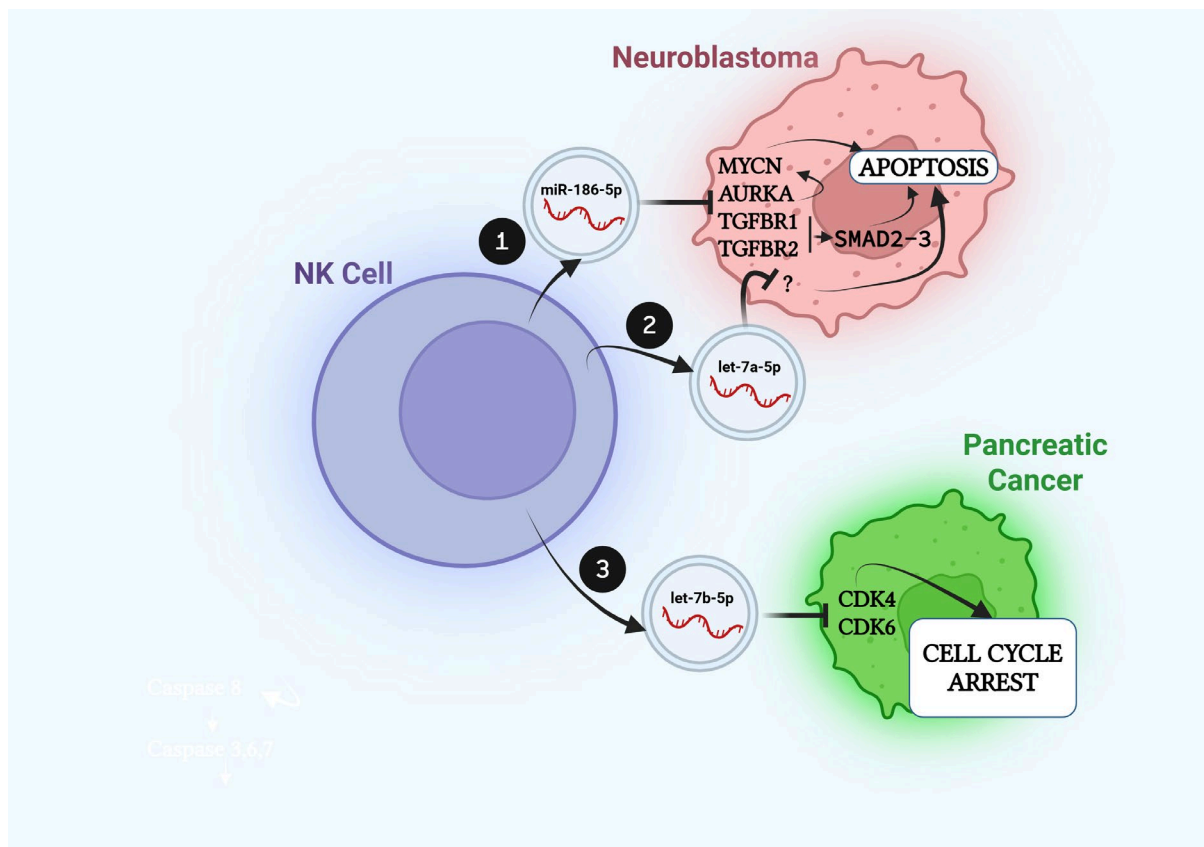 Neuroblastoma
miR-186-5p
MYCN
AURKA
TGFBR1
TGFBR2
APOPTOSIS
SMAD2-3
?
1
NK Cell
2
let-7a-5p
Pancreatic
Cancer
3
let-7b-5p
CDK4
CDK6
CELL CYCLE
ARREST
Caspase 8
Caspase 3,6,7